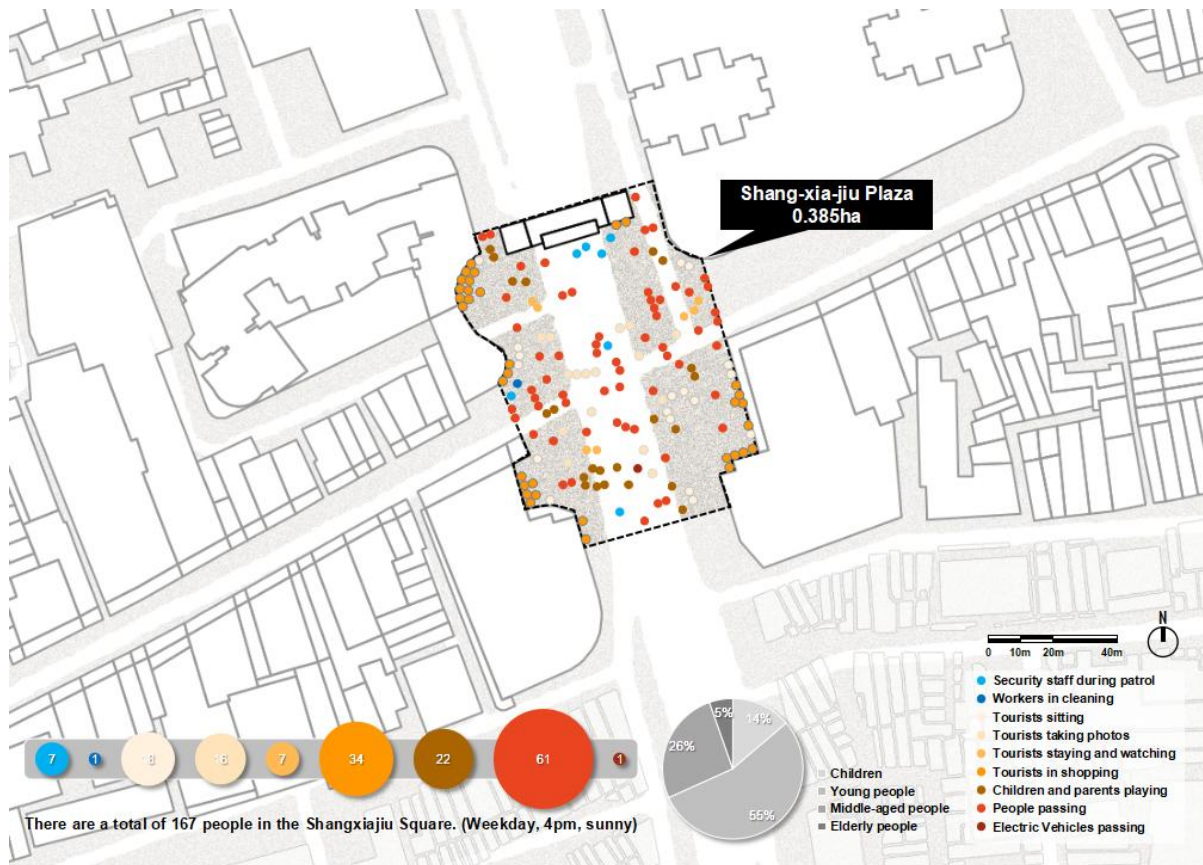 Shang-xia-jiu Plaza
0.385ha
N
0 10m 20m 40m
Security staff during patrol
Workers in cleaning
Tourists sitting
Tourists taking photos
Tourists staying and watching
Tourists in shopping
Children and parents playing
People passing
Electric Vehicles passing
7 1 18 16 7 34 22 61 1
There are a total of 167 people in the Shangxiajiu Square. (Weekday, 4pm, sunny)
5% 14%
26%
55%
Children
Young people
Middle-aged people
Elderly people